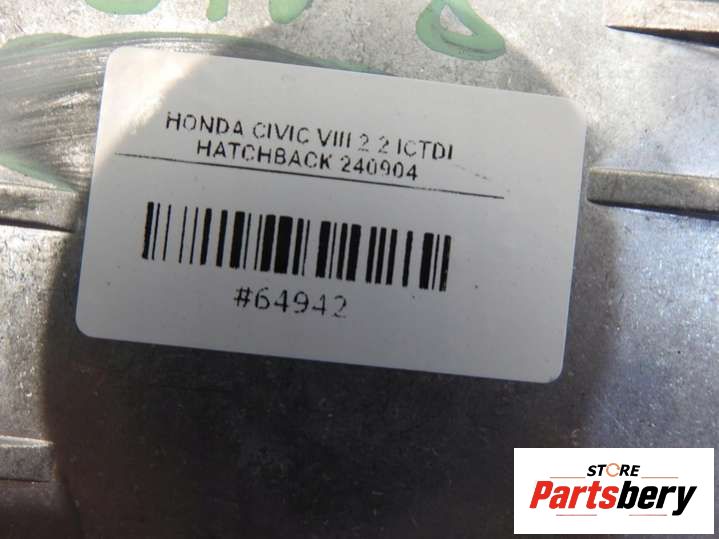 HONDA CIVIC VIII 2.2 ICTDI
HATCHBACK 240904
#64942
STORE
Partsbery